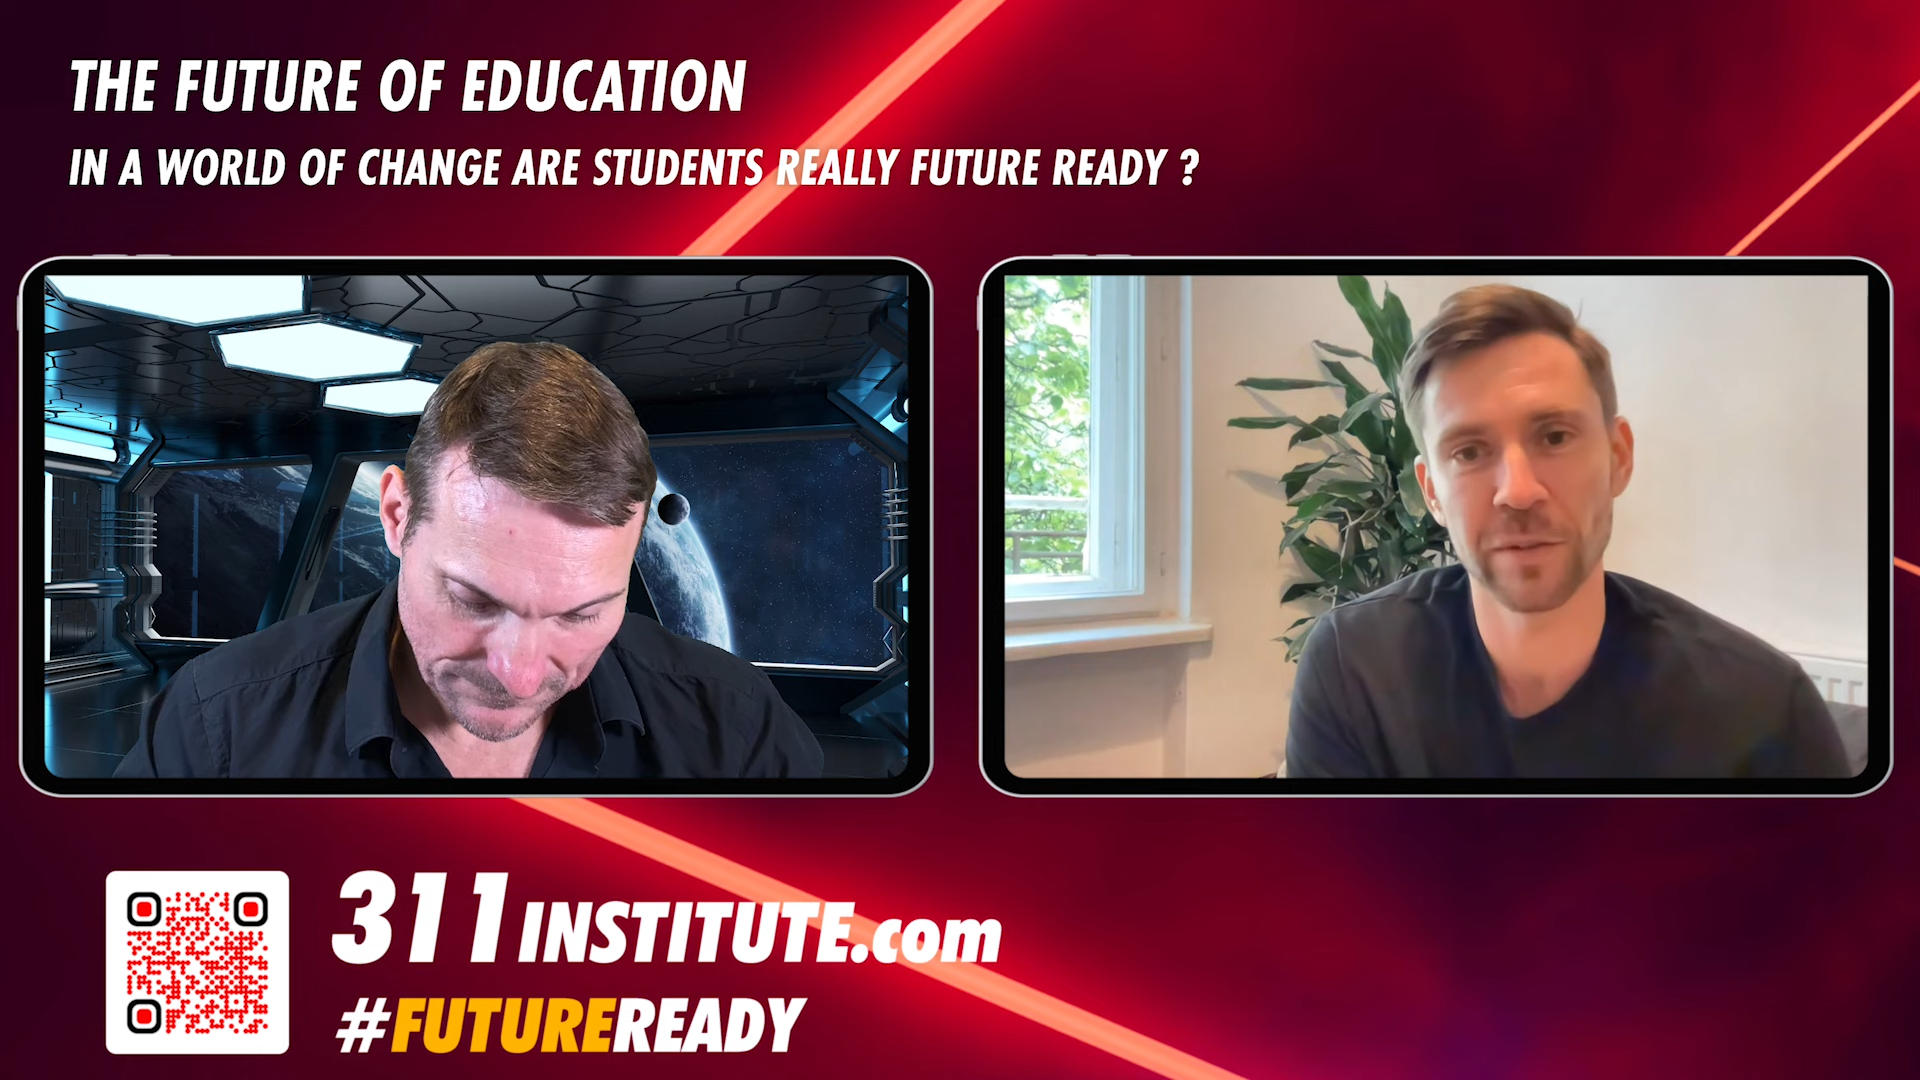 THE FUTURE OF EDUCATION
IN A WORLD OF CHANGE ARE STUDENTS REALLY FUTURE READY ?
311INSTITUTE.com
#FUTUREREADY